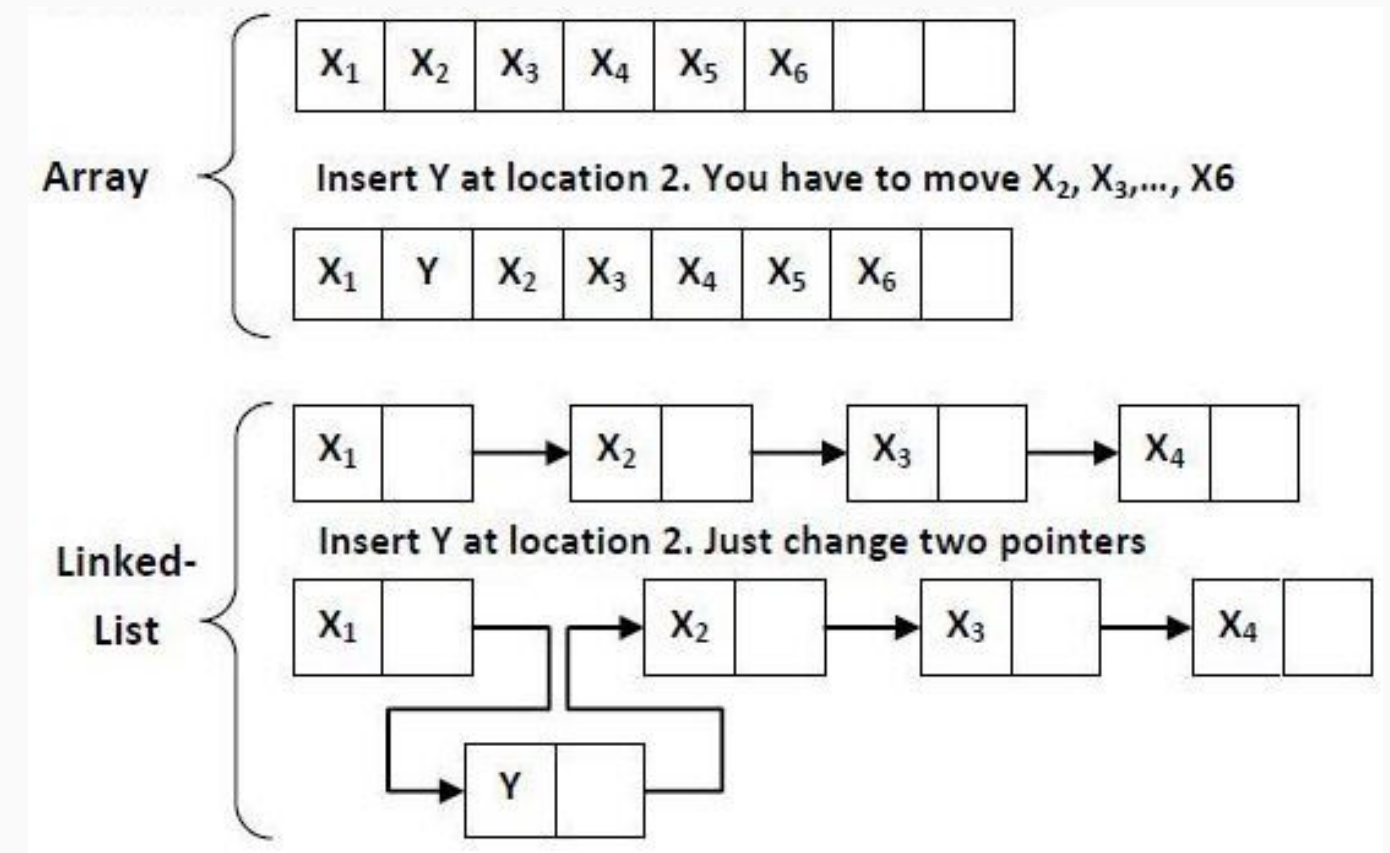 X₁ X₂ X₃ X₄ X₅ X₆
Array
Insert Y at location 2. You have to move X₂, X₃,..., X6
X₁ Y X₂ X₃ X₄ X₅ X₆
X₁ X₂ X₃ X₄
Insert Y at location 2. Just change two pointers
Linked-
List
X₁ X₂ X₃ X₄
Y